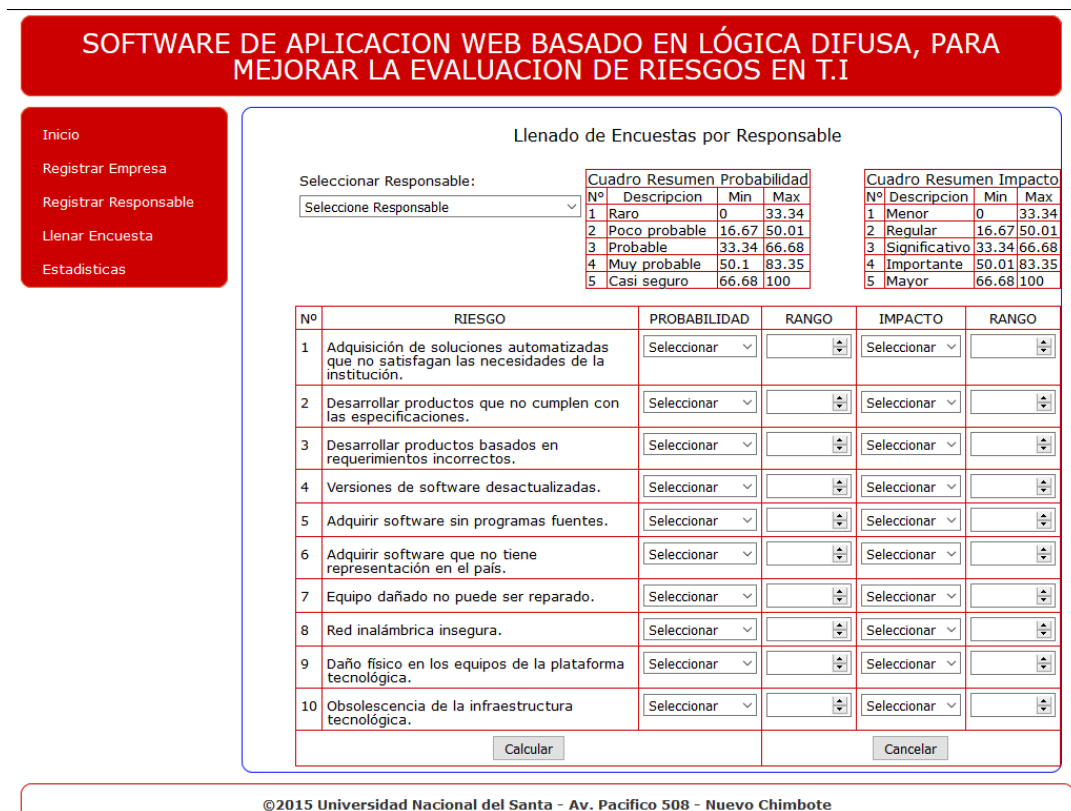 SOFTWARE DE APLICACION WEB BASADO EN LÓGICA DIFUSA, PARA
MEJORAR LA EVALUACION DE RIESGOS EN T.I
Inicio
Registrar Empresa
Registrar Responsable
Llenar Encuesta
Estadisticas
Llenado de Encuestas por Responsable
Seleccionar Responsable:
Seleccione Responsable
Cuadro Resumen Probabilidad
Nº Descripcion Min Max
1 Raro 0 33.34
2 Poco probable 16.67 50.01
3 Probable 33.34 66.68
4 Muy probable 50.1 83.35
5 Casi seguro 66.68 100
Cuadro Resumen Impacto
Nº Descripcion Min Max
1 Menor 0 33.34
2 Regular 16.67 50.01
3 Significativo 33.34 66.68
4 Importante 50.01 83.35
5 Mayor 66.68 100
Nº RIESGO PROBABILIDAD RANGO IMPACTO RANGO
1 Adquisición de soluciones automatizadas Seleccionar Seleccionar
que no satisfagan las necesidades de la
institución.
2 Desarrollar productos que no cumplen con Seleccionar Seleccionar
las especificaciones.
3 Desarrollar productos basados en Seleccionar Seleccionar
requerimientos incorrectos.
4 Versiones de software desactualizadas. Seleccionar Seleccionar
5 Adquirir software sin programas fuentes. Seleccionar Seleccionar
6 Adquirir software que no tiene Seleccionar Seleccionar
representación en el país.
7 Equipo dañado no puede ser reparado. Seleccionar Seleccionar
8 Red inalámbrica insegura. Seleccionar Seleccionar
9 Daño físico en los equipos de la plataforma Seleccionar Seleccionar
tecnológica.
10 Obsolescencia de la infraestructura Seleccionar Seleccionar
tecnológica.
Calcular Cancelar
©2015 Universidad Nacional del Santa - Av. Pacifico 508 - Nuevo Chimbote